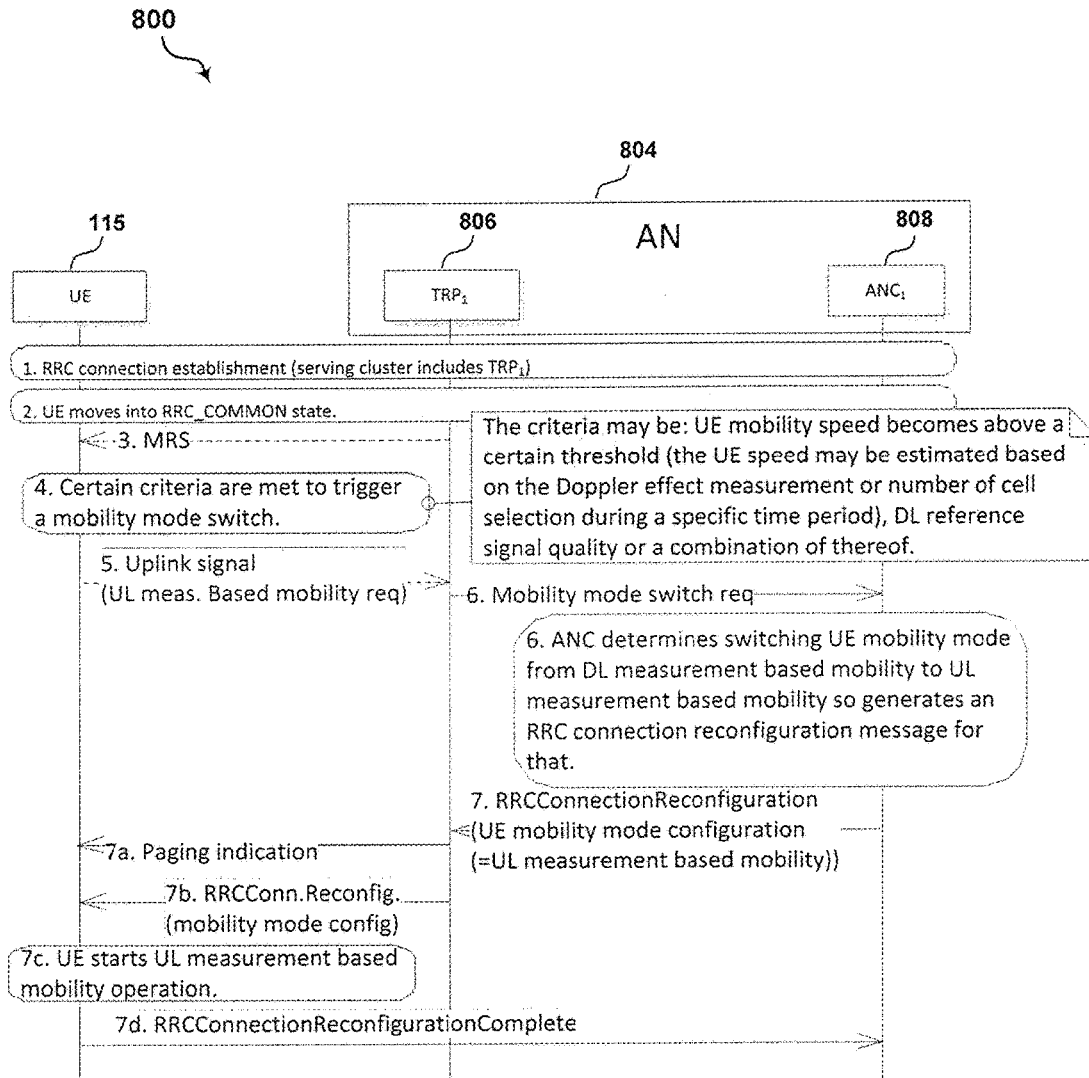 800
804
115
806
808
AN
UE
TRP₁
ANC₁
1. RRC connection establishment (serving cluster includes TRP₁)
2. UE moves into RRC_COMMON state.
3. MRS
The criteria may be: UE mobility speed becomes above a
certain threshold (the UE speed may be estimated based
on the Doppler effect measurement or number of cell
selection during a specific time period), DL reference
signal quality or a combination of thereof.
4. Certain criteria are met to trigger
a mobility mode switch.
5. Uplink signal
(UL meas. Based mobility req)
6. Mobility mode switch req
6. ANC determines switching UE mobility mode
from DL measurement based mobility to UL
measurement based mobility so generates an
RRC connection reconfiguration message for
that.
7. RRCConnectionReconfiguration
(UE mobility mode configuration
(=UL measurement based mobility))
7a. Paging indication
7b. RRCConn.Reconfig.
(mobility mode config)
7c. UE starts UL measurement based
mobility operation.
7d. RRCConnectionReconfigurationComplete